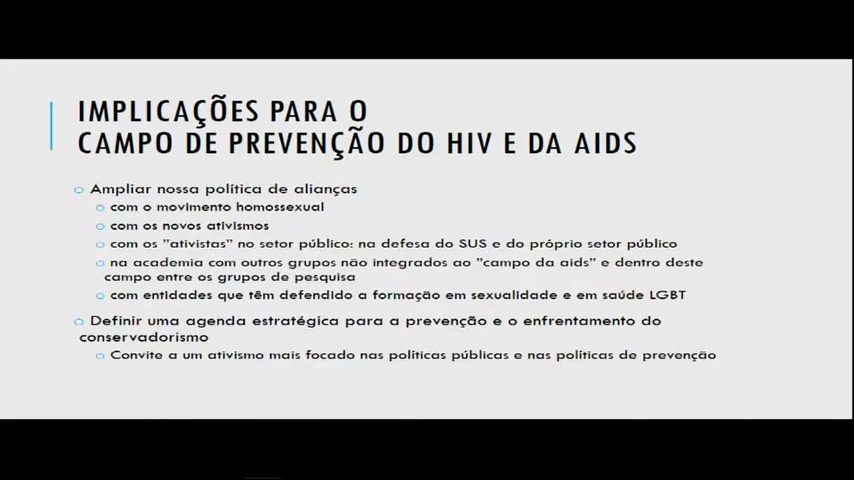 IMPLICAÇÕES PARA O
CAMPO DE PREVENÇÃO DO HIV E DA AIDS
Ampliar nossa política de alianças
com o movimento homossexual
com os novos ativismos
com os "ativistas" no setor público: na defesa do SUS e do próprio setor público
na academia com outros grupos não integrados ao "campo da aids" e dentro deste
campo entre os grupos de pesquisa
com entidades que têm defendido a formação em sexualidade e em saúde LGBT
Definir uma agenda estratégica para a prevenção e o enfrentamento do
conservadorismo
Convite a um ativismo mais focado nas políticas públicas e nas políticas de prevenção